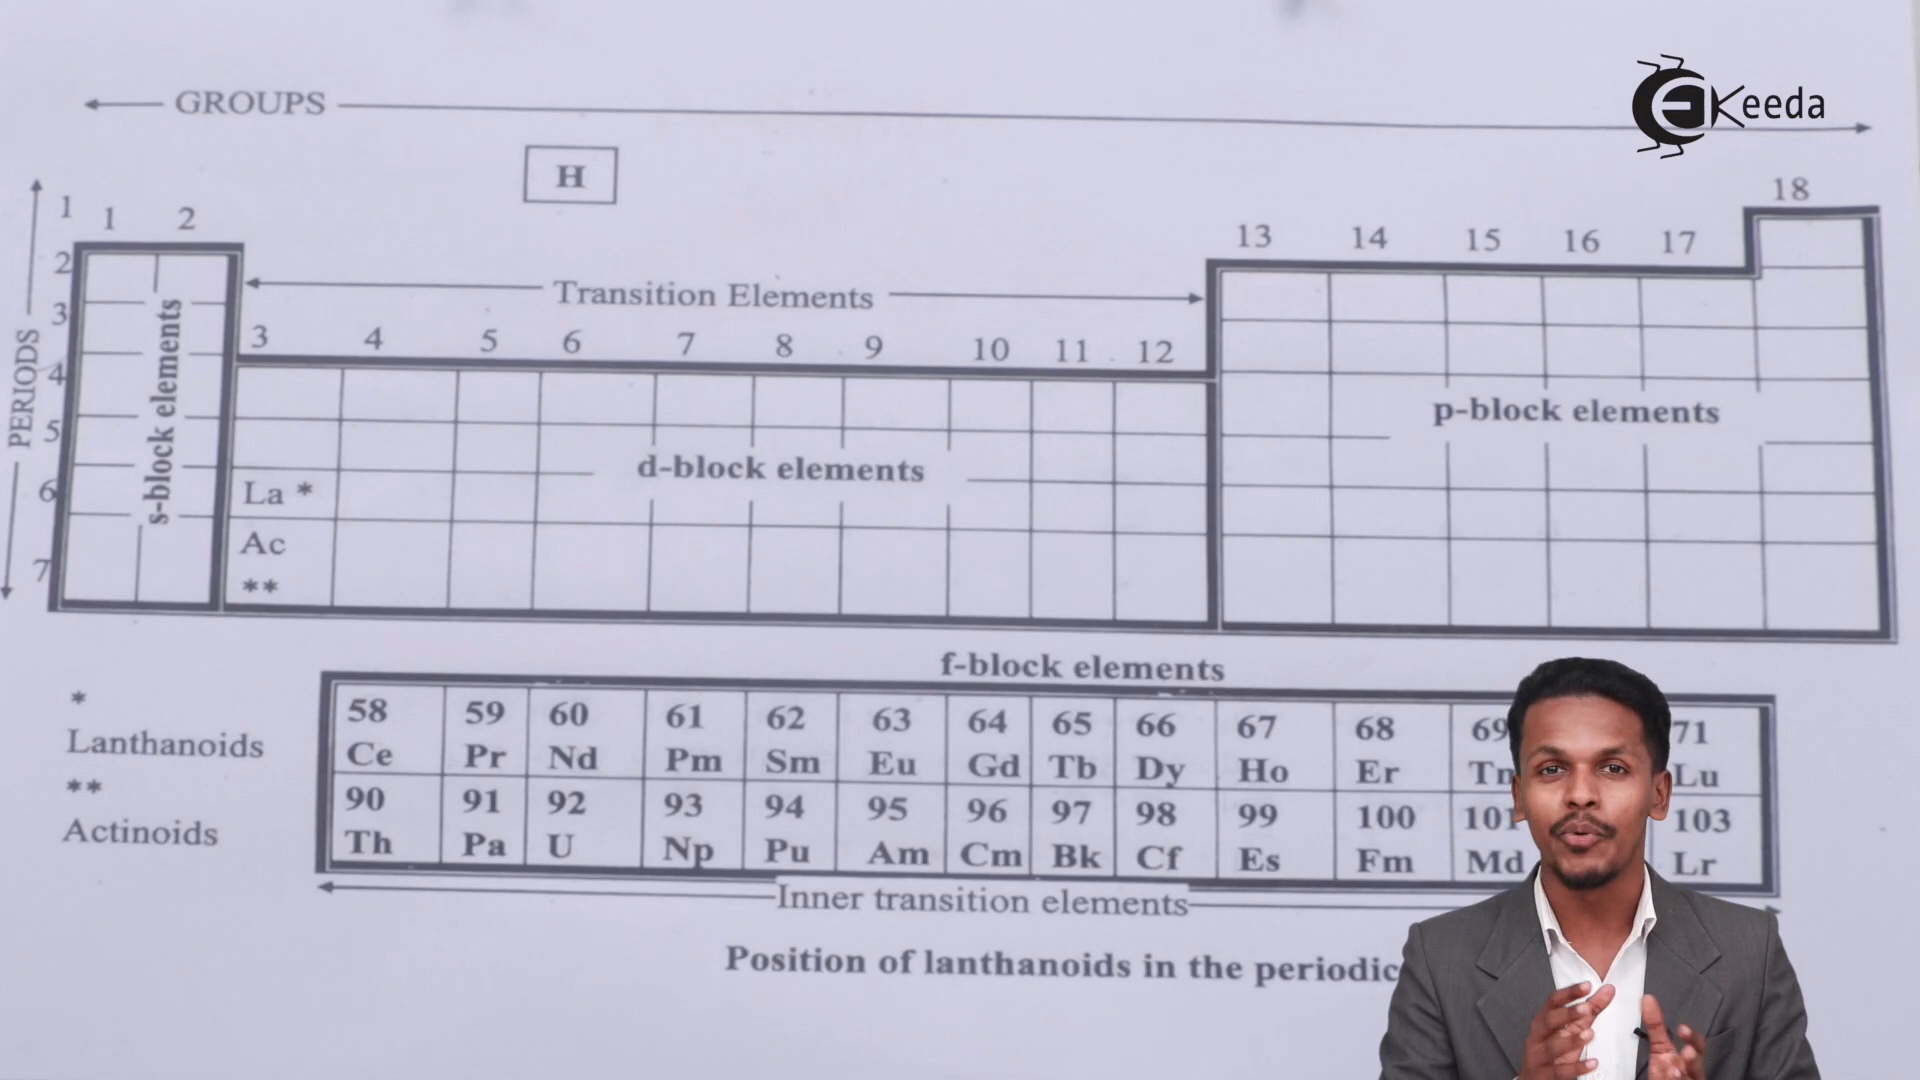 GROUPS
EKeeda
H
18
1
1 2
13 14 15 16 17
2
Transition Elements
3
3 4 5 6 7 8 9 10 11 12
PERIODS
4
s-block elements
p-block elements
5
d-block elements
6
La *
Ac
7
**
f-block elements
*
58 59 60 61 62 63 64 65 66 67 68 69 71
Lanthanoids
Ce Pr Nd Pm Sm Eu Gd Tb Dy Ho Er Lu
**
90 91 92 93 94 95 96 97 98 99 100 101 103
Actinoids
Th Pa U Np Pu Am Cm Bk Cf Es Fm Md Lr
Inner transition elements
Position of lanthanoids in the periodic